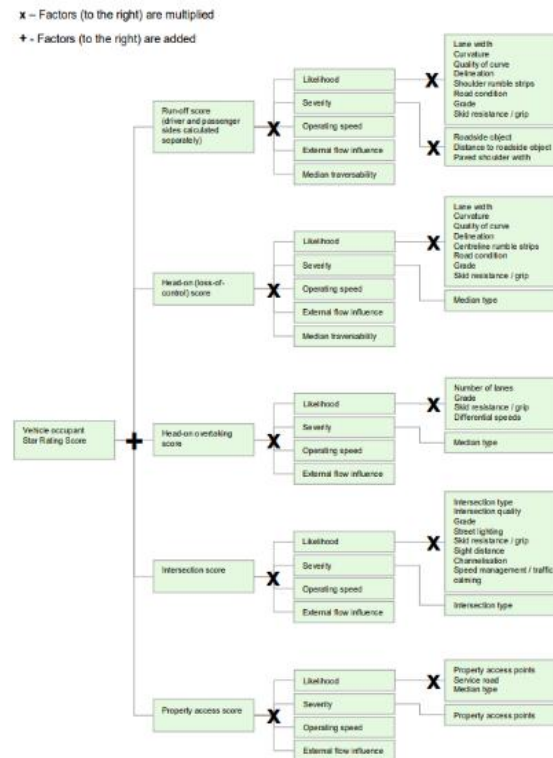 x – Factors (to the right) are multiplied
+ - Factors (to the right) are added
Vehicle occupant
Star Rating Score
+
Run-off score
(driver and passenger
sides calculated
separately)
x
Likelihood
Severity
Operating speed
External flow influence
Median traversability
x
Lane width
Curvature
Quality of curve
Delineation
Shoulder rumble strips
Road condition
Grade
Skid resistance / grip
x
Roadside object
Distance to roadside object
Paved shoulder width
Head-on (loss-of-
control) score
x
Likelihood
Severity
Operating speed
External flow influence
Median traversability
x
Lane width
Curvature
Quality of curve
Delineation
Centreline rumble strips
Road condition
Grade
Skid resistance / grip
Median type
Head-on overtaking
score
x
Likelihood
Severity
Operating speed
External flow influence
x
Number of lanes
Grade
Skid resistance / grip
Differential speeds
Median type
Intersection score
x
Likelihood
Severity
Operating speed
External flow influence
x
Intersection type
Intersection quality
Grade
Street lighting
Skid resistance / grip
Sight distance
Channelisation
Speed management / traffic
calming
Intersection type
Property access score
x
Likelihood
Severity
Operating speed
External flow influence
x
Property access points
Service road
Median type
Property access points